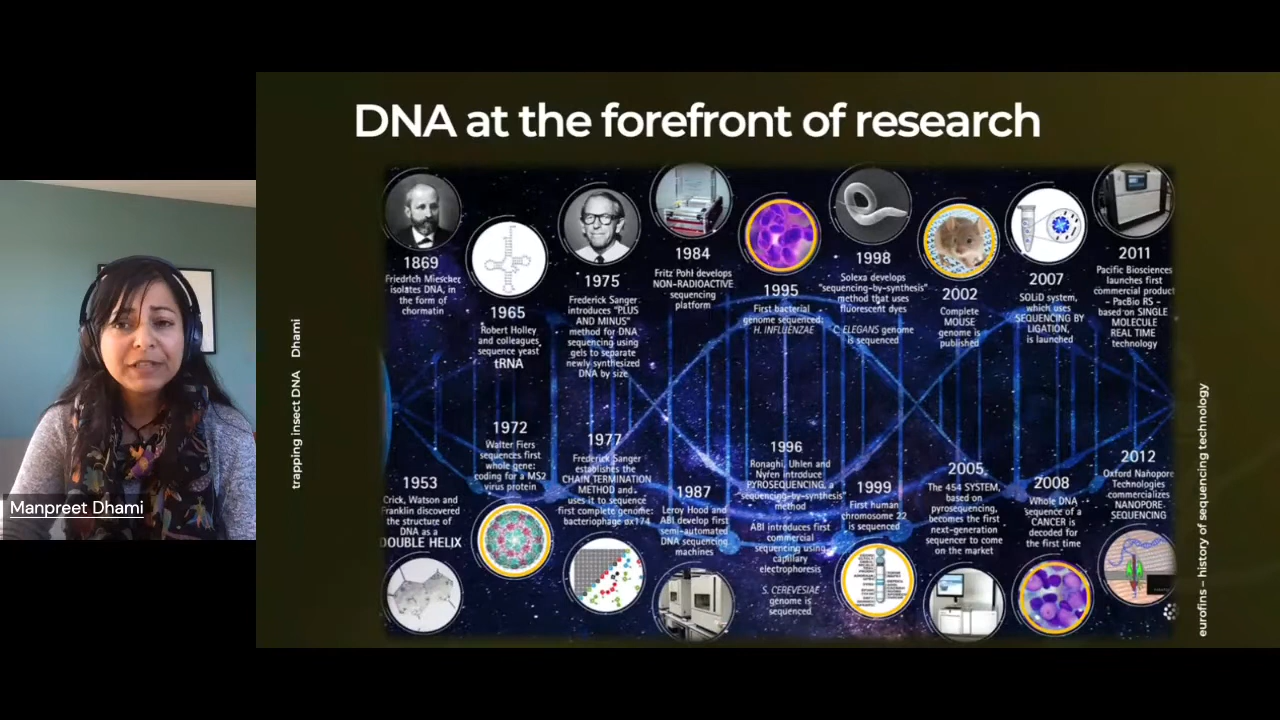 DNA at the forefront of research
1869
Friedrich Miescher
isolates DNA, in
the form of
chormatin
1965
Robert Holley
and colleagues
sequence yeast
tRNA
1975
Frederick Sanger
introduces "PLUS
AND MINUS"
method for DNA
sequencing using
gels to separate
newly synthesized
DNA by size
1984
Fritz Pohl develops
NON-RADIOACTIVE
sequencing
platform
1995
First bacterial
genome sequenced:
H. INFLUENZAE
1998
Solexa develops
"sequencing-by-synthesis"
method that uses
fluorescent dyes
C. ELEGANS genome
is sequenced
2002
Complete
MOUSE
genome is
published
2007
SOLiD system,
which uses
SEQUENCING BY
LIGATION,
is launched
2011
Pacific Biosciences
launches first
commercial product
- PacBio RS -
based on SINGLE
MOLECULE
REAL TIME
technology
1953
Crick, Watson and
Franklin discovered
the structure of
DNA as a
DOUBLE HELIX
1972
Walter Fiers
sequences first
whole gene:
coding for a MS2
virus protein
1977
Frederick Sanger
establishes the
CHAIN TERMINATION
METHOD and
uses it to sequence
first complete genome:
bacteriophage øx174
1987
Leroy Hood and
ABI develop first
semi-automated
DNA sequencing
machines
1996
Ronaghi, Uhlen and
Nyŕen introduce
PYROSEQUENCING, a
"sequencing-by-synthesis"
method
ABI introduces first
commercial
sequencing using
capillary
electrophoresis
S. CEREVESIAE
genome is
sequenced
1999
First human
chromosome 22
is sequenced
2005
The 454 SYSTEM,
based on
pyrosequencing,
becomes the first
next-generation
sequencer to come
on the market
2008
Whole DNA
sequence of a
CANCER is
decoded for
the first time
2012
Oxford Nanopore
Technologies
commercializes
NANOPORE
SEQUENCING
trapping insect DNA Dhami
eurofins – history of sequencing technology
Manpreet Dhami